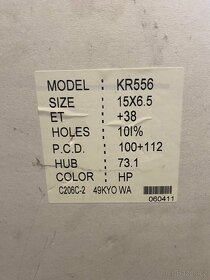 MODEL KR556
SIZE 15X6.5
ET +38
HOLES 10I%
P.C.D. 100+112
HUB 73.1
COLOR HP
C206C-2 49KYO WA
060411